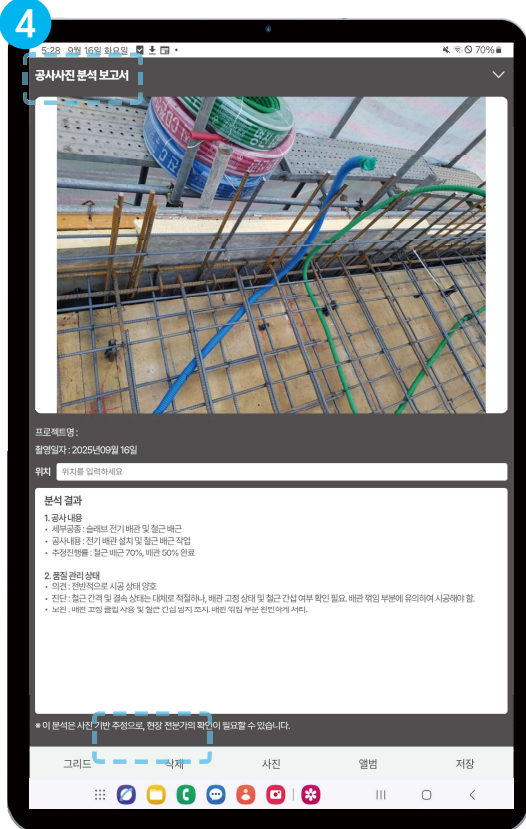 4
5:28 9월 16일 화요일 70%
공사사진 분석 보고서
프로젝트명 :
촬영일자 : 2025년09월 16일
위치 위치를 입력하세요
분석 결과
1. 공사 내용
• 세부공종 : 슬래브 전기 배관 및 철근 배근
• 공사내용 : 전기 배관 설치 및 철근 배근 작업
• 추정진행률 : 철근 배근 70%, 배관 50% 완료
2. 품질 관리 상태
• 의견 : 전반적으로 시공 상태 양호
• 진단 : 철근 간격 및 결속 상태는 대체로 적절하나, 배관 고정 상태 및 철근 간섭 여부 확인 필요. 배관 꺾임 부분에 유의하여 시공해야 함.
• 보완 : 배관 고정 클립 사용 및 철근 간섭 방지 조치. 배관 꺾임 부분 완만하게 처리.
※ 이 분석은 사진 기반 추정으로, 현장 전문가의 확인이 필요할 수 있습니다.
그리드 삭제 사진 앨범 저장